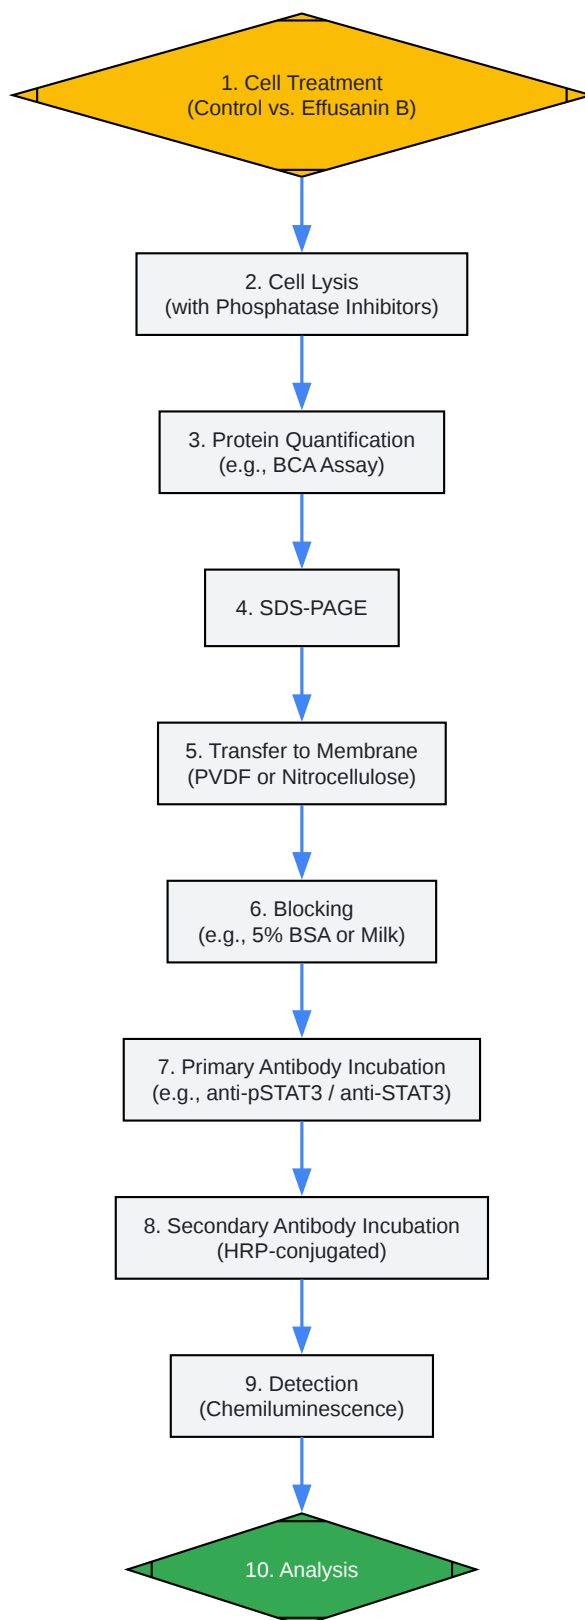 1. Cell Treatment
(Control vs. Effusanin B)
2. Cell Lysis
(with Phosphatase Inhibitors)
3. Protein Quantification
(e.g., BCA Assay)
4. SDS-PAGE
5. Transfer to Membrane
(PVDF or Nitrocellulose)
6. Blocking
(e.g., 5% BSA or Milk)
7. Primary Antibody Incubation
(e.g., anti-pSTAT3 / anti-STAT3)
8. Secondary Antibody Incubation
(HRP-conjugated)
9. Detection
(Chemiluminescence)
10. Analysis